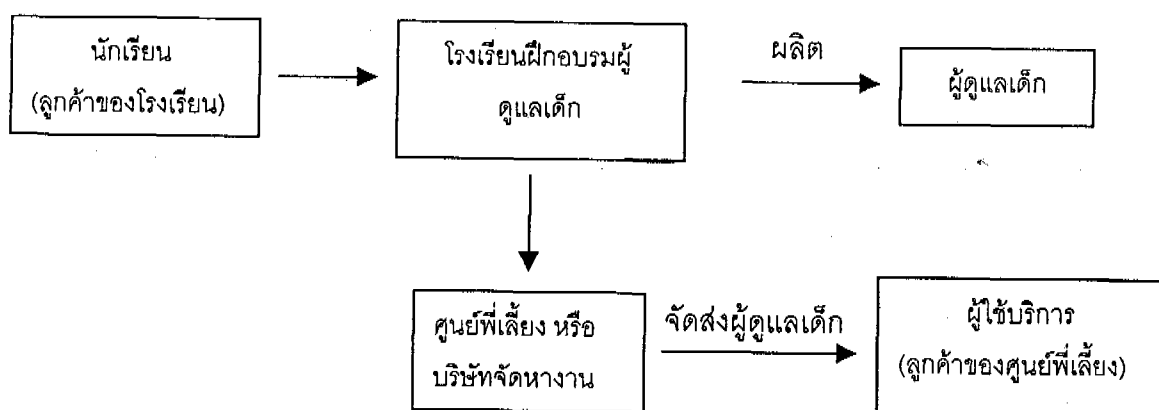 นักเรียน
(ลูกค้าของโรงเรียน)
โรงเรียนฝึกอบรมผู้
ดูแลเด็ก
ผลิต
ผู้ดูแลเด็ก
ศูนย์พี่เลี้ยง หรือ
บริษัทจัดหางาน
จัดส่งผู้ดูแลเด็ก
ผู้ใช้บริการ
(ลูกค้าของศูนย์พี่เลี้ยง)